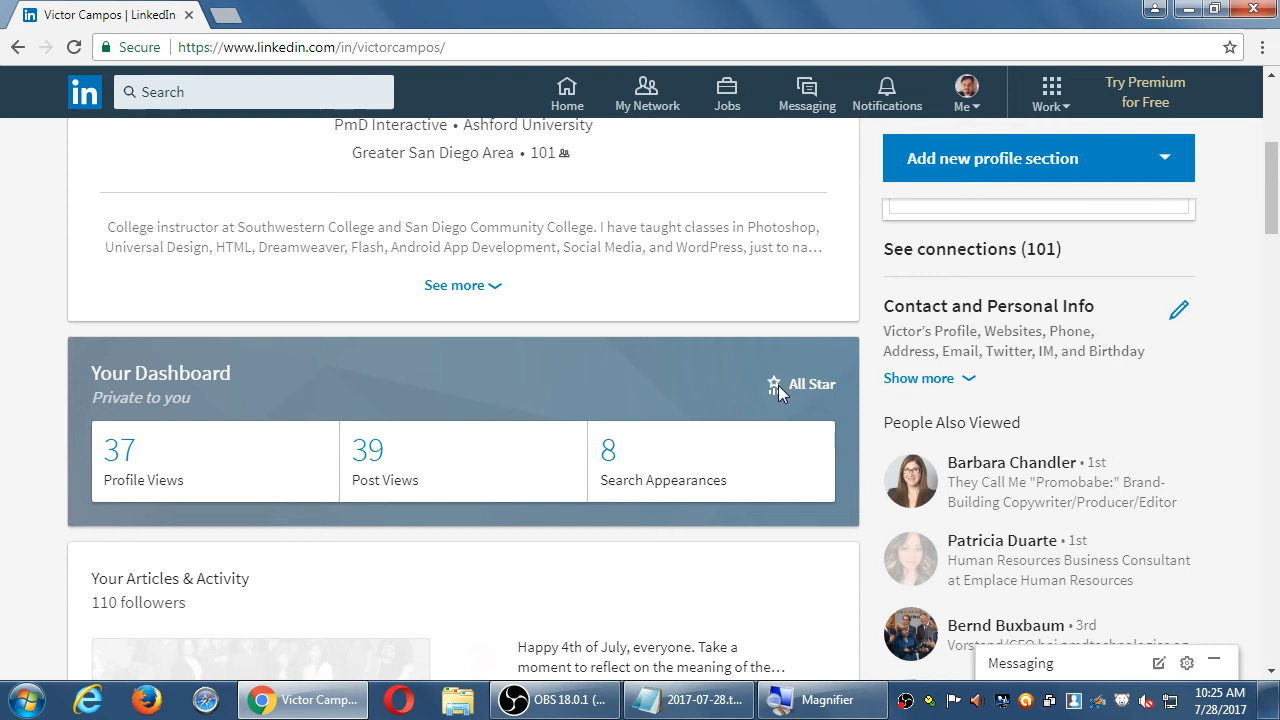 Victor Campos | LinkedIn
Secure
https://www.linkedin.com/in/victorcampos/
in
Search
Home
My Network
Jobs
Messaging
Notifications
Me
Work
Try Premium
for Free
PmD Interactive • Ashford University
Greater San Diego Area • 101
College instructor at Southwestern College and San Diego Community College. I have taught classes in Photoshop,
Universal Design, HTML, Dreamweaver, Flash, Android App Development, Social Media, and WordPress, just to na…
See more
Your Dashboard
Private to you
All Star
37
Profile Views
39
Post Views
8
Search Appearances
Your Articles & Activity
110 followers
Happy 4th of July, everyone. Take a
moment to reflect on the meaning of the…
Add new profile section
See connections (101)
Contact and Personal Info
Victor's Profile, Websites, Phone,
Address, Email, Twitter, IM, and Birthday
Show more
People Also Viewed
Barbara Chandler • 1st
They Call Me "Promobabe:" Brand-
Building Copywriter/Producer/Editor
Patricia Duarte • 1st
Human Resources Business Consultant
at Emplace Human Resources
Bernd Buxbaum • 3rd
Messaging
Victor Camp...
OBS 18.0.1 (...
2017-07-28.t...
Magnifier
10:25 AM
7/28/2017